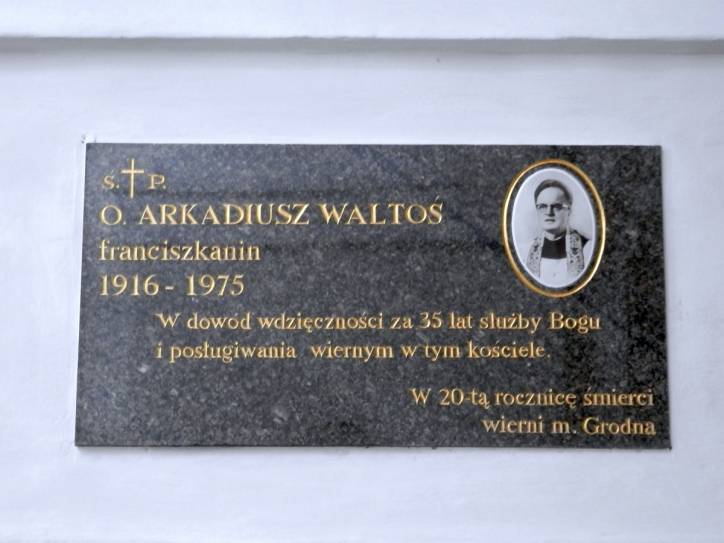 Ś. † P.
O. ARKADIUSZ WALTOŚ
franciszkanin
1916 - 1975
W dowód wdzięczności za 35 lat służby Bogu
i posługiwania wiernym w tym kościele.
W 20-tą rocznicę śmierci
wierni m. Grodna